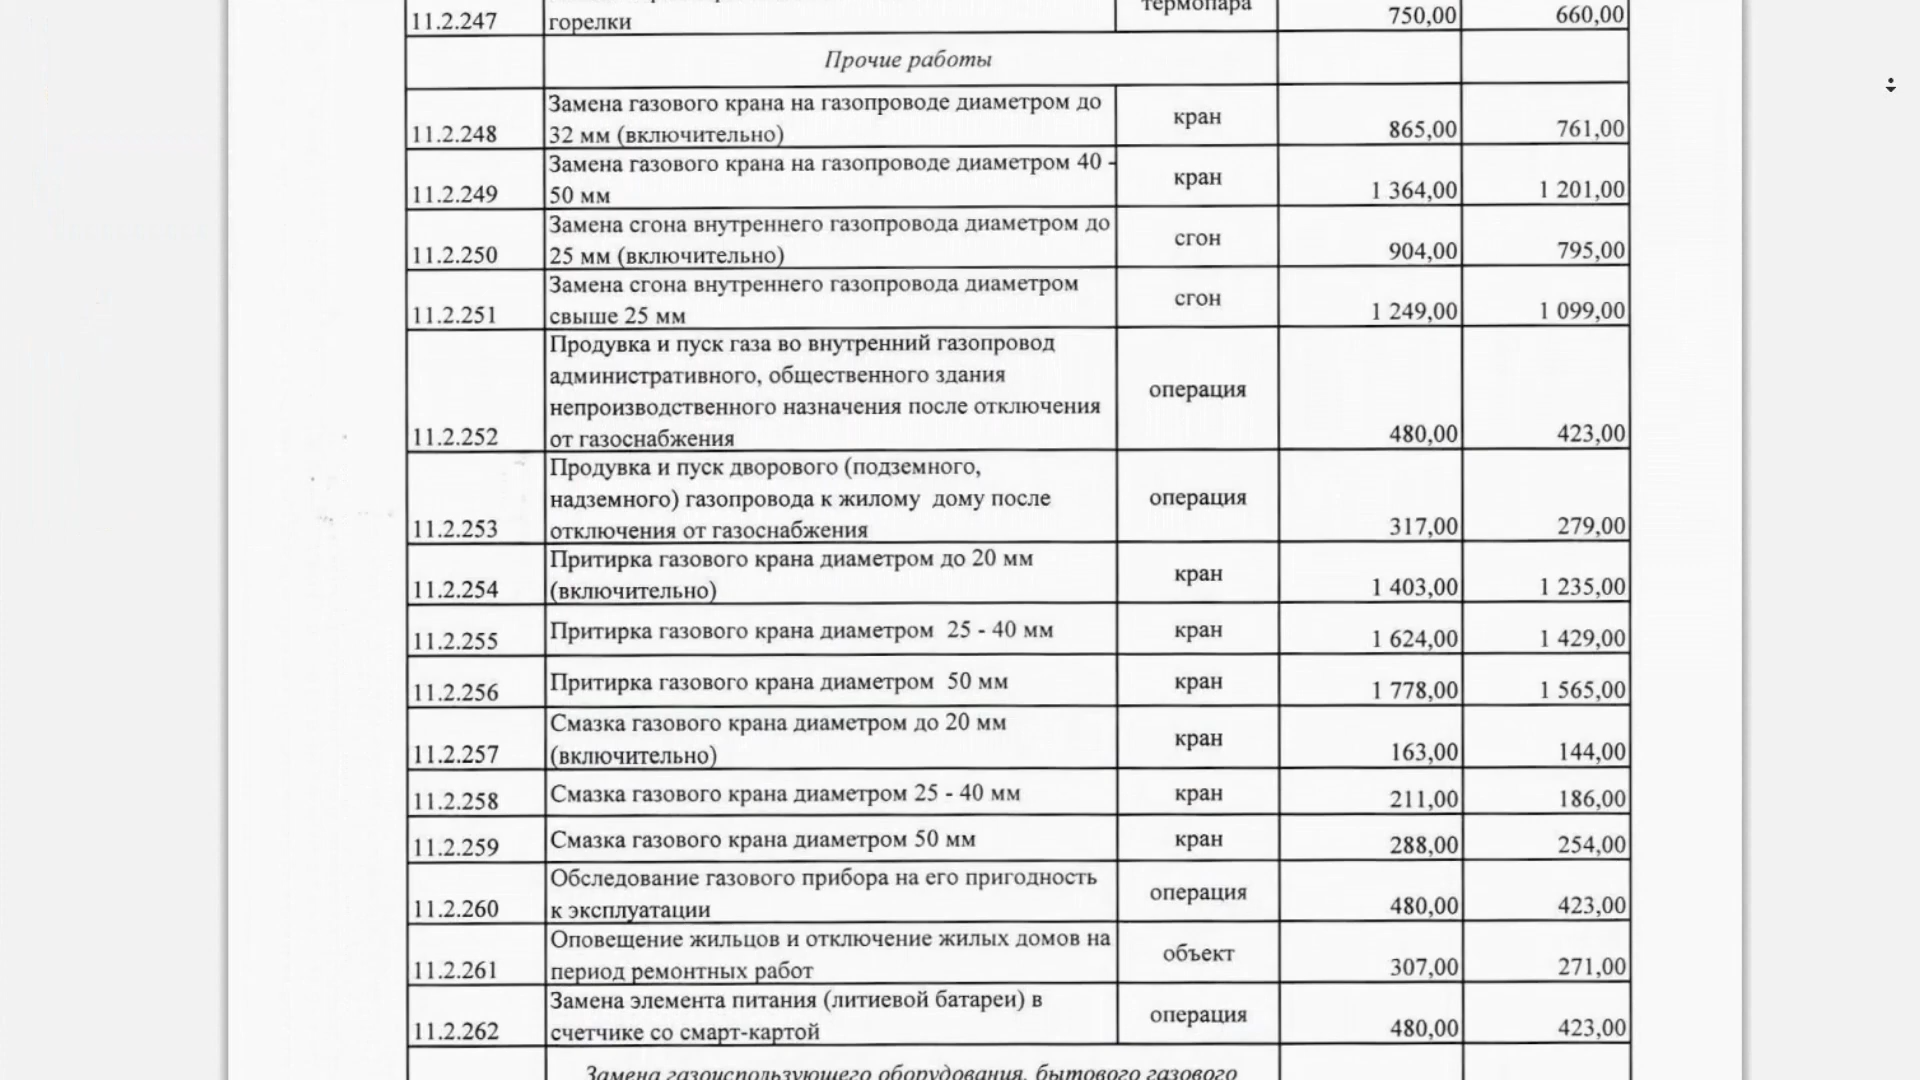 термопара
11.2.247 горелки 750,00 660,00
Прочие работы
Замена газового крана на газопроводе диаметром до
11.2.248 32 мм (включительно) кран 865,00 761,00
Замена газового крана на газопроводе диаметром 40 -
11.2.249 50 мм кран 1 364,00 1 201,00
Замена сгона внутреннего газопровода диаметром до
11.2.250 25 мм (включительно) сгон 904,00 795,00
Замена сгона внутреннего газопровода диаметром
11.2.251 свыше 25 мм сгон 1 249,00 1 099,00
Продувка и пуск газа во внутренний газопровод
административного, общественного здания
непроизводственного назначения после отключения
11.2.252 от газоснабжения операция 480,00 423,00
Продувка и пуск дворового (подземного,
надземного) газопровода к жилому дому после
11.2.253 отключения от газоснабжения операция 317,00 279,00
Притирка газового крана диаметром до 20 мм
11.2.254 (включительно) кран 1 403,00 1 235,00
11.2.255 Притирка газового крана диаметром 25 - 40 мм кран 1 624,00 1 429,00
11.2.256 Притирка газового крана диаметром 50 мм кран 1 778,00 1 565,00
Смазка газового крана диаметром до 20 мм
11.2.257 (включительно) кран 163,00 144,00
11.2.258 Смазка газового крана диаметром 25 - 40 мм кран 211,00 186,00
11.2.259 Смазка газового крана диаметром 50 мм кран 288,00 254,00
Обследование газового прибора на его пригодность
11.2.260 к эксплуатации операция 480,00 423,00
Оповещение жильцов и отключение жилых домов на
11.2.261 период ремонтных работ объект 307,00 271,00
Замена элемента питания (литиевой батареи) в
11.2.262 счетчике со смарт-картой операция 480,00 423,00
Замена газоиспользующего оборудования, бытового газового